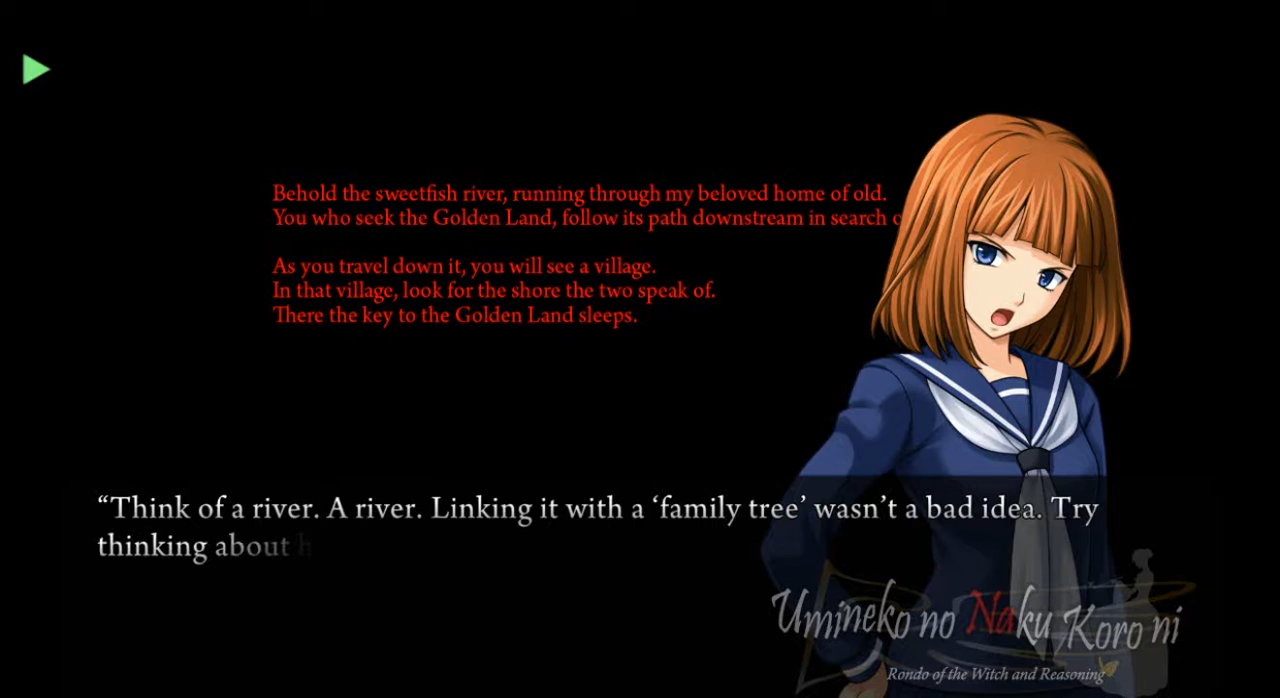 Behold the sweetfish river, running through my beloved home of old.
You who seek the Golden Land, follow its path downstream in search
As you travel down it, you will see a village.
In that village, look for the shore the two speak of.
There the key to the Golden Land sleeps.
“Think of a river. A river. Linking it with a ‘family tree’ wasn’t a bad idea. Try
thinking about
Umineko no Naku Koro ni
Rondo of the Witch and Reasoning